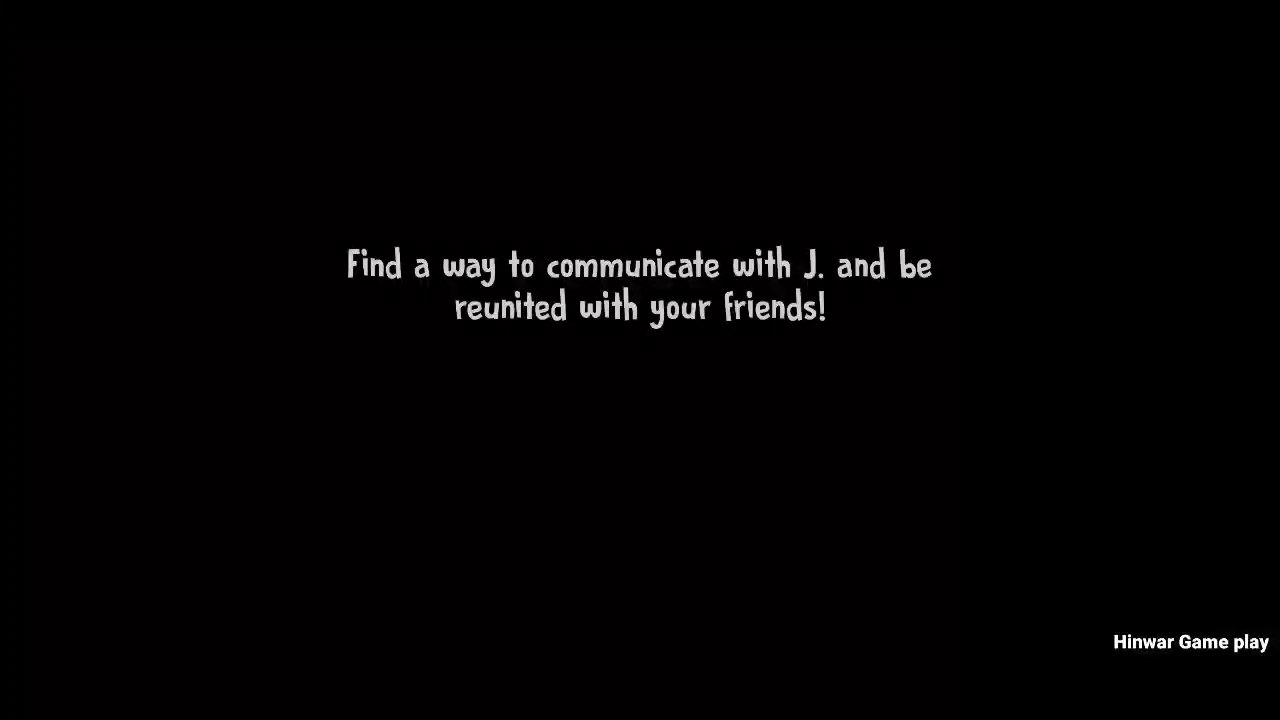 Find a way to communicate with J. and be
reunited with your friends!
Hinwar Game play